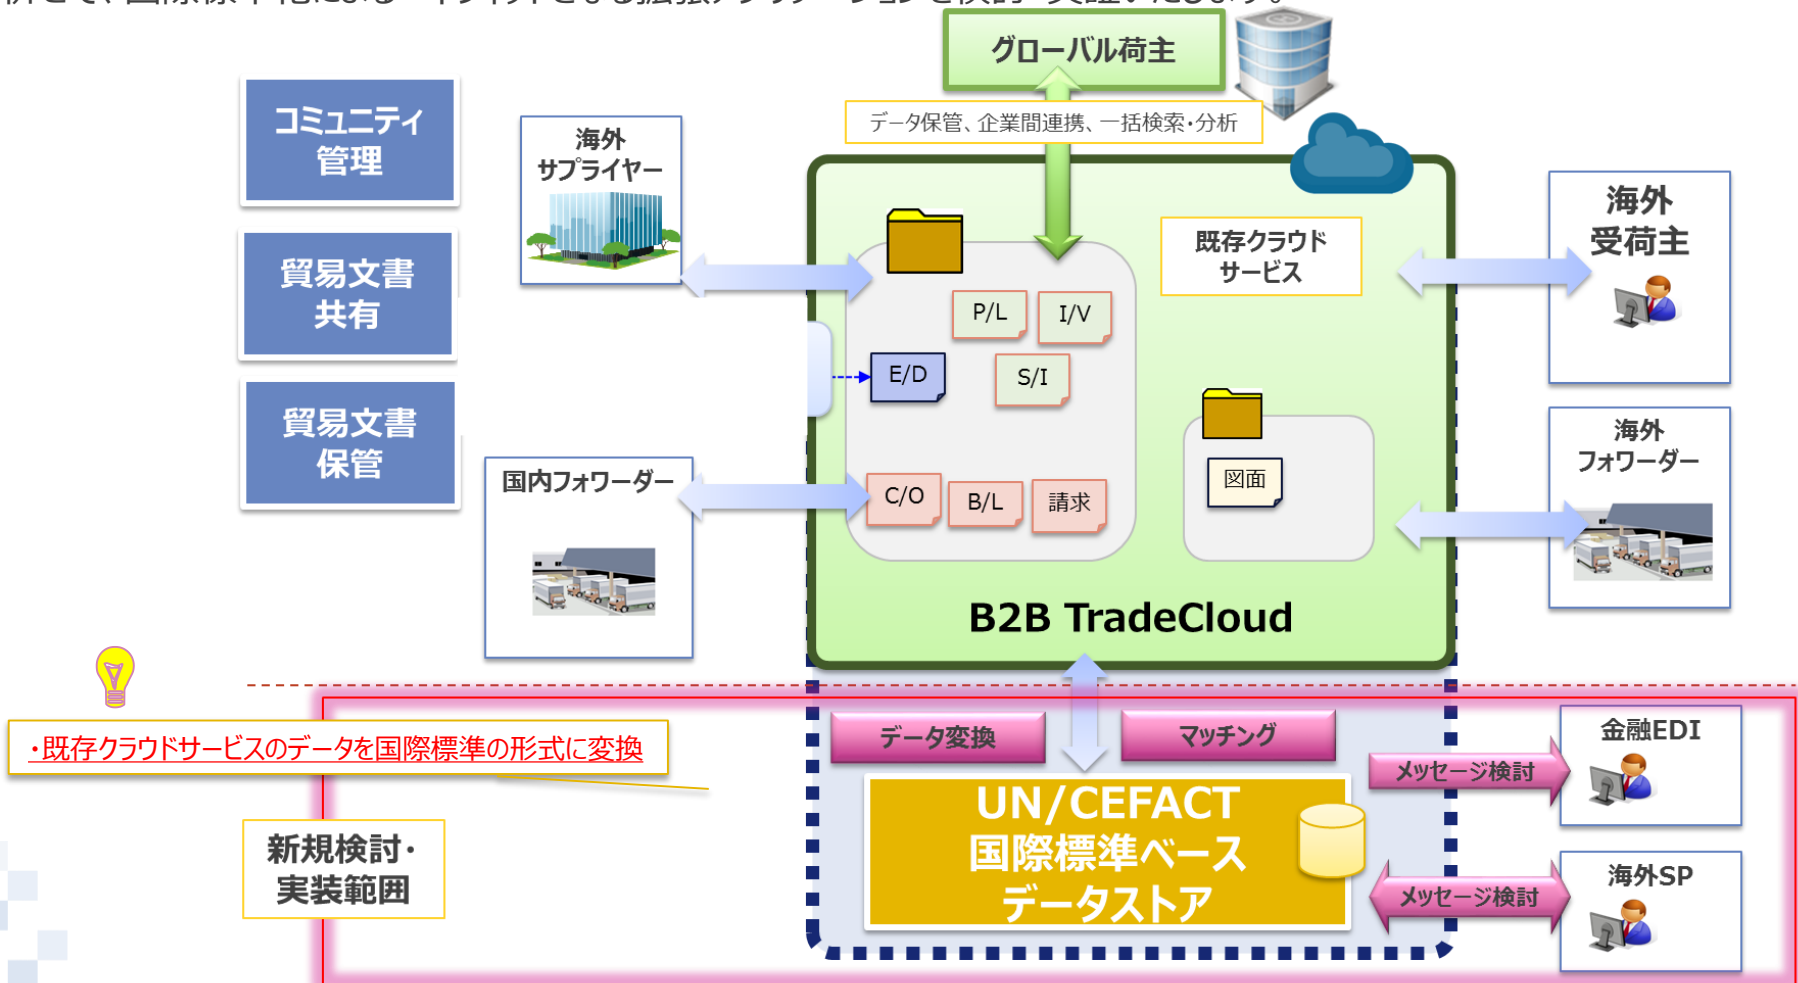 グローバル荷主
データ保管、企業間連携、一括検索・分析
コミュニティ
管理
貿易文書
共有
貿易文書
保管
海外
サプライヤー
国内フォワーダー
既存クラウド
サービス
P/L
I/V
E/D
S/I
C/O
B/L
請求
図面
B2B TradeCloud
海外
受荷主
海外
フォワーダー
・既存クラウドサービスのデータを国際標準の形式に変換
新規検討・
実装範囲
データ変換
マッチング
UN/CEFACT
国際標準ベース
データストア
メッセージ検討
金融EDI
メッセージ検討
海外SP